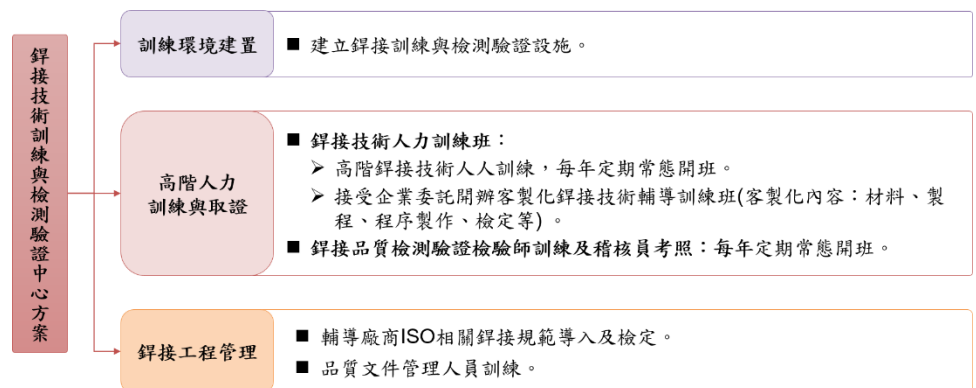 銲接技術訓練與檢測驗證中心方案
訓練環境建置
■ 建立銲接訓練與檢測驗證設施。
高階人力
訓練與取證
■ 銲接技術人力訓練班：
➢ 高階銲接技術人人訓練，每年定期常態開班。
➢ 接受企業委託開辦客製化銲接技術輔導訓練班(客製化內容：材料、製
程、程序製作、檢定等) 。
■ 銲接品質檢測驗證檢驗師訓練及稽核員考照：每年定期常態開班。
銲接工程管理
■ 輔導廠商ISO相關銲接規範導入及檢定。
■ 品質文件管理人員訓練。